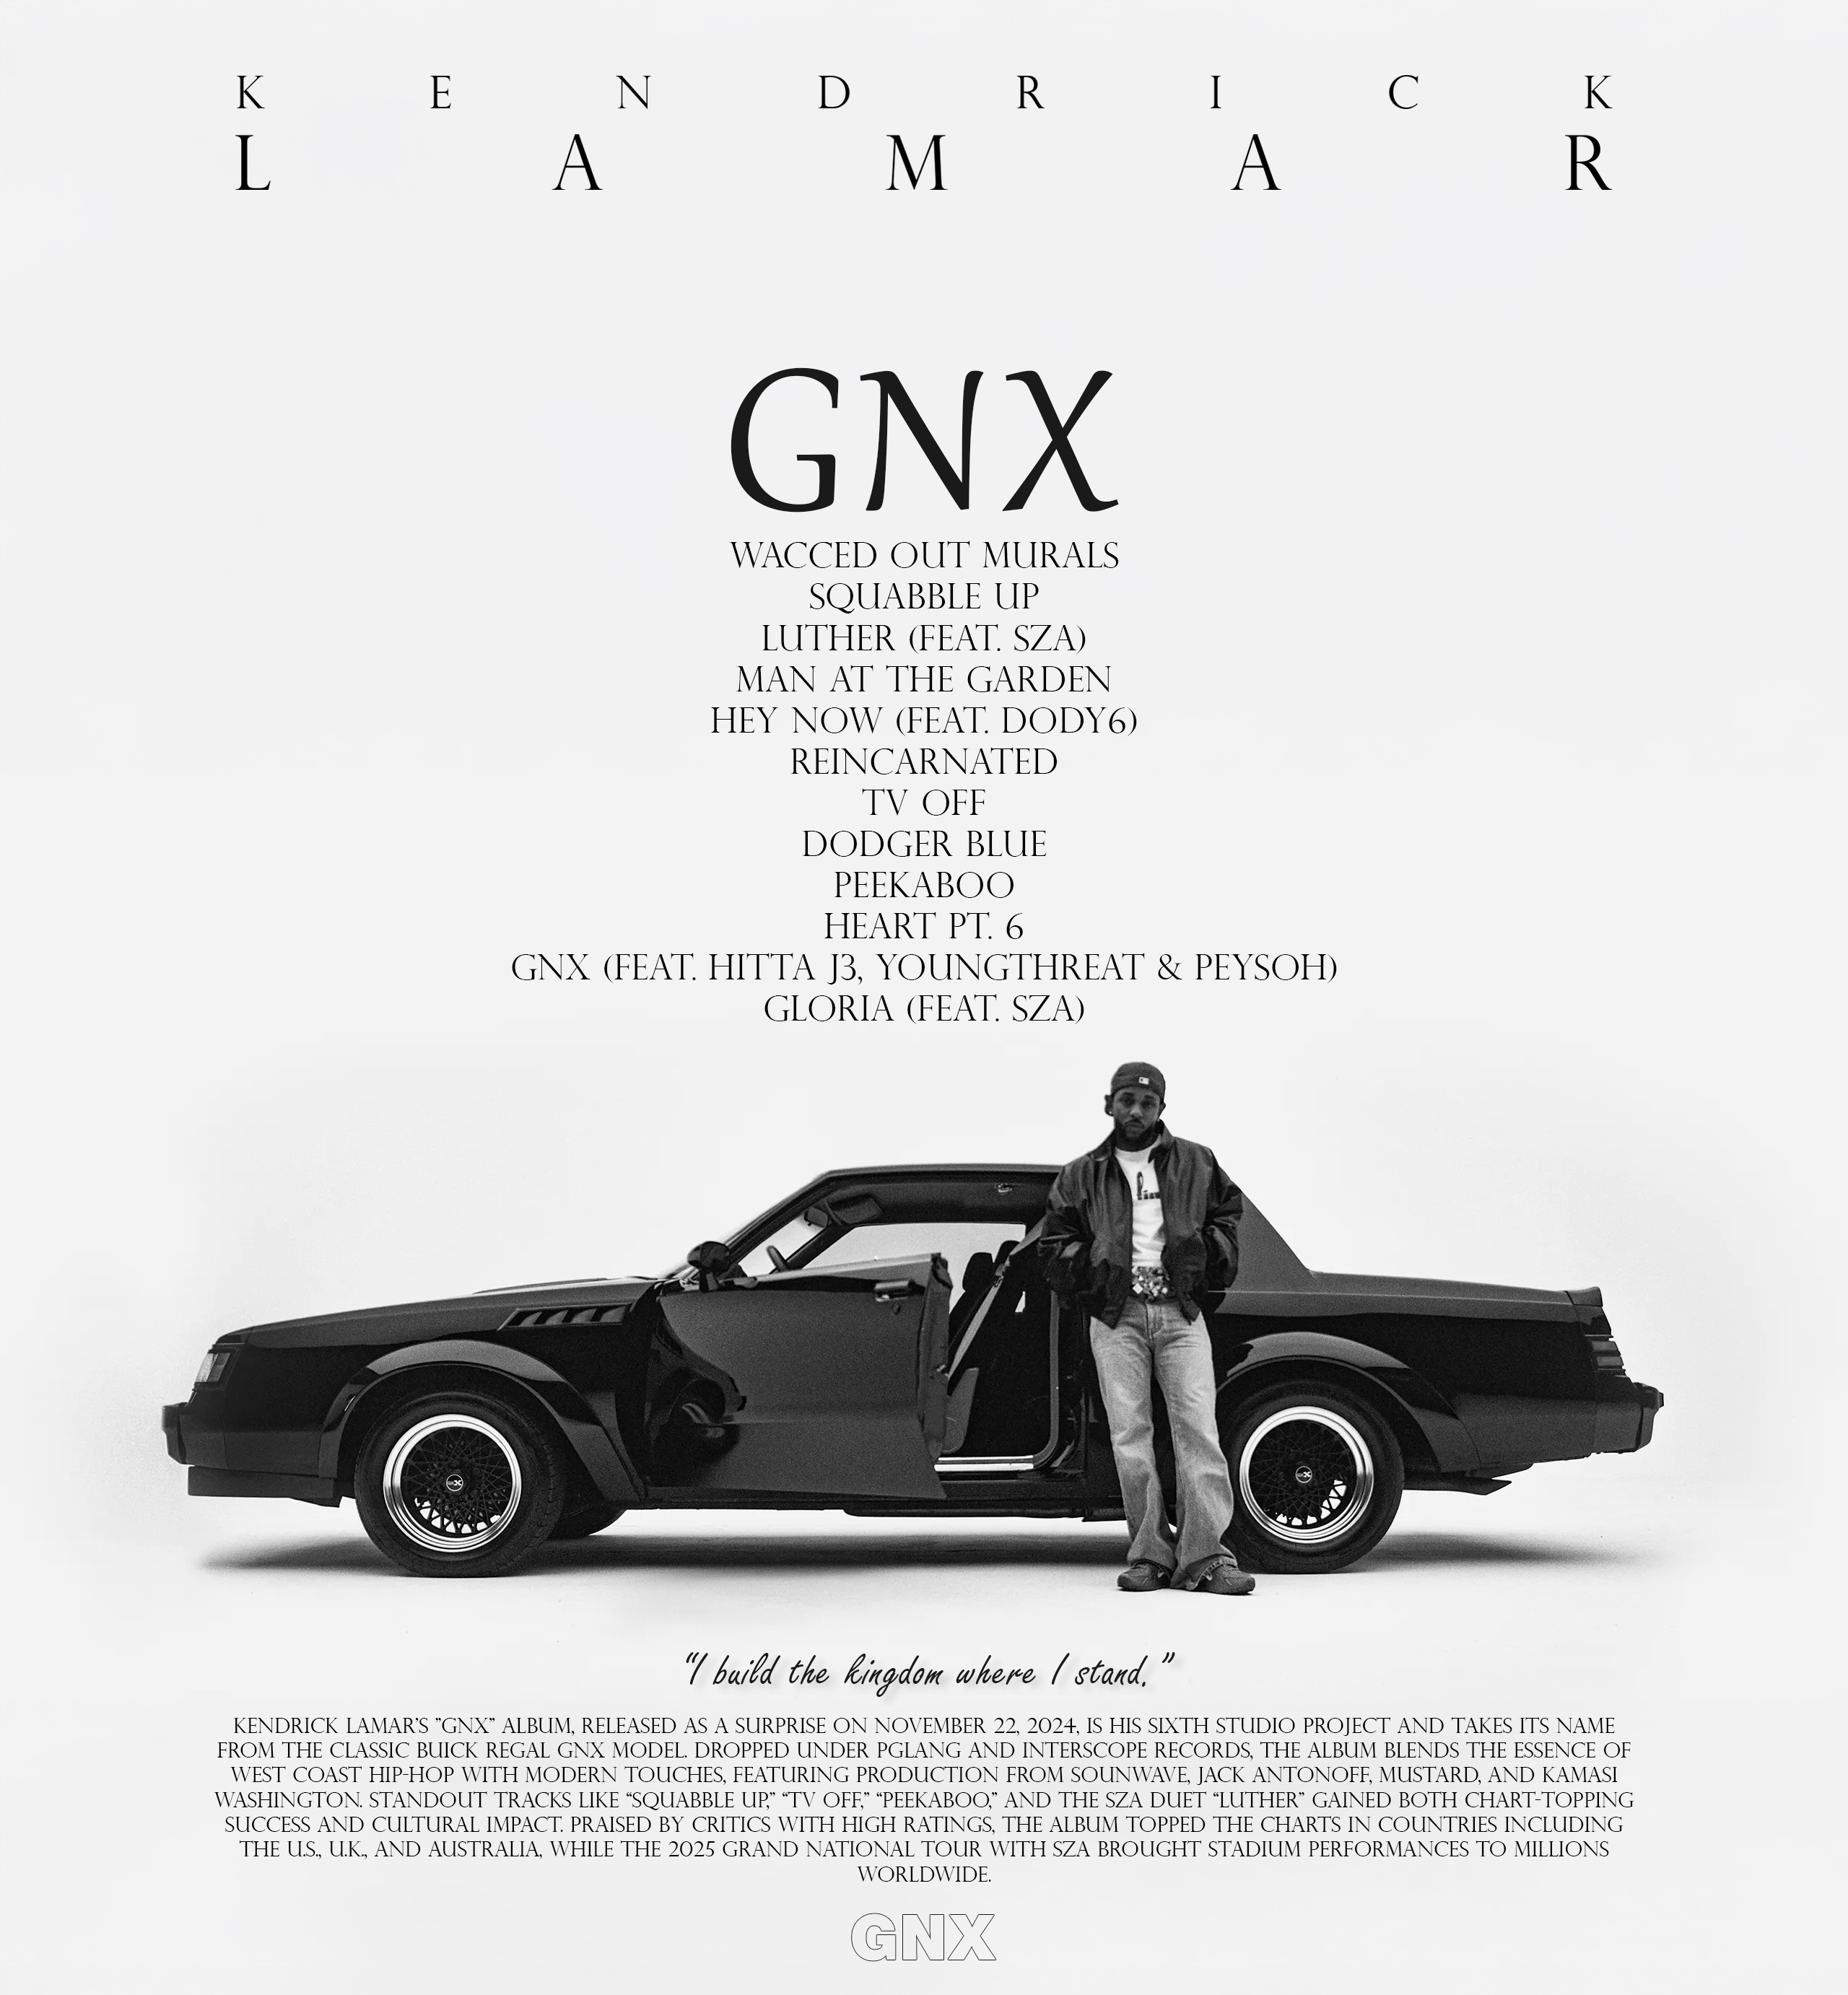 K E N D R I C K
L A M A R
GNX
WACCED OUT MURALS
SQUABBLE UP
LUTHER (FEAT. SZA)
MAN AT THE GARDEN
HEY NOW (FEAT. DODY6)
REINCARNATED
TV OFF
DODGER BLUE
PEEKABOO
HEART PT. 6
GNX (FEAT. HITTA J3, YOUNGTHREAT & PEYSOH)
GLORIA (FEAT. SZA)
“I build the kingdom where I stand.”
KENDRICK LAMAR’S ”GNX” ALBUM, RELEASED AS A SURPRISE ON NOVEMBER 22, 2024, IS HIS SIXTH STUDIO PROJECT AND TAKES ITS NAME
FROM THE CLASSIC BUICK REGAL GNX MODEL. DROPPED UNDER PGLANG AND INTERSCOPE RECORDS, THE ALBUM BLENDS THE ESSENCE OF
WEST COAST HIP-HOP WITH MODERN TOUCHES, FEATURING PRODUCTION FROM SOUNWAVE, JACK ANTONOFF, MUSTARD, AND KAMASI
WASHINGTON. STANDOUT TRACKS LIKE “SQUABBLE UP,” “TV OFF,” “PEEKABOO,” AND THE SZA DUET “LUTHER” GAINED BOTH CHART-TOPPING
SUCCESS AND CULTURAL IMPACT. PRAISED BY CRITICS WITH HIGH RATINGS, THE ALBUM TOPPED THE CHARTS IN COUNTRIES INCLUDING
THE U.S., U.K., AND AUSTRALIA, WHILE THE 2025 GRAND NATIONAL TOUR WITH SZA BROUGHT STADIUM PERFORMANCES TO MILLIONS
WORLDWIDE.
GNX